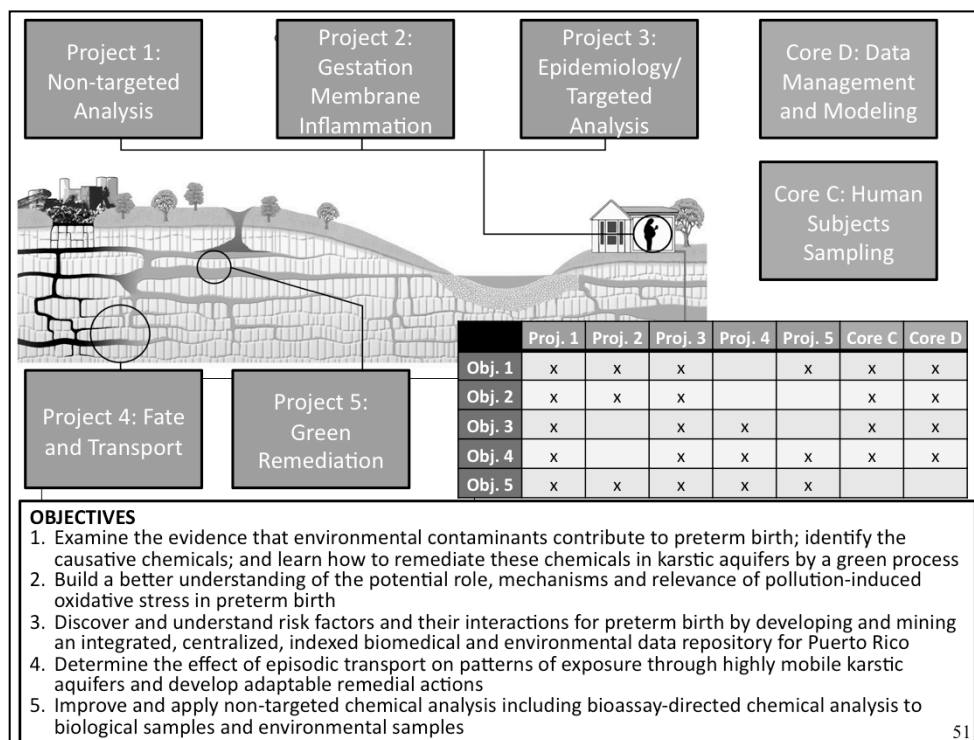 Project 1:
Non-targeted
Analysis
Project 2:
Gestation
Membrane
Inflammation
Project 3:
Epidemiology/
Targeted
Analysis
Core D: Data
Management
and Modeling
Core C: Human
Subjects
Sampling
Project 4: Fate
and Transport
Project 5:
Green
Remediation
Proj. 1 Proj. 2 Proj. 3 Proj. 4 Proj. 5 Core C Core D
Obj. 1 x x x x x x
Obj. 2 x x x x x
Obj. 3 x x x x x
Obj. 4 x x x x x x
Obj. 5 x x x x x
OBJECTIVES
1. Examine the evidence that environmental contaminants contribute to preterm birth; identify the
causative chemicals; and learn how to remediate these chemicals in karstic aquifers by a green process
2. Build a better understanding of the potential role, mechanisms and relevance of pollution-induced
oxidative stress in preterm birth
3. Discover and understand risk factors and their interactions for preterm birth by developing and mining
an integrated, centralized, indexed biomedical and environmental data repository for Puerto Rico
4. Determine the effect of episodic transport on patterns of exposure through highly mobile karstic
aquifers and develop adaptable remedial actions
5. Improve and apply non-targeted chemical analysis including bioassay-directed chemical analysis to
biological samples and environmental samples
51